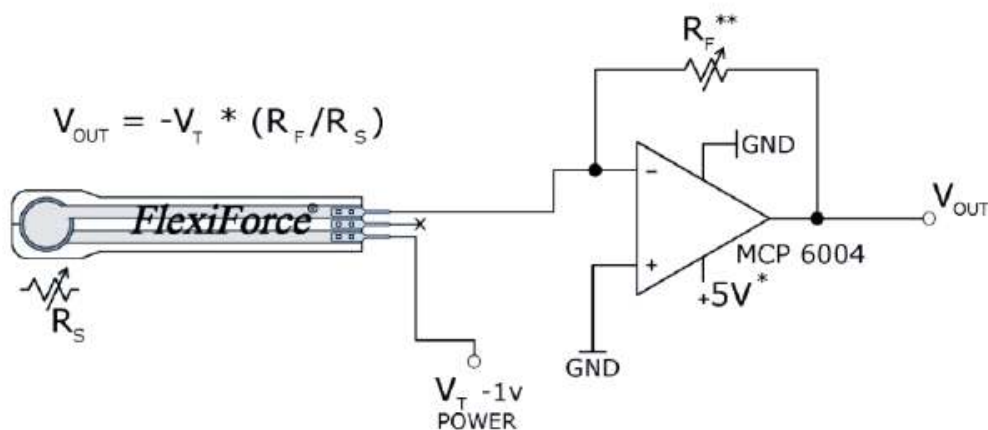 R_F**
V_OUT = -V_T * (R_F/R_S)
GND
FlexiForce®
V_OUT
MCP 6004
+5V*
R_S
GND
V_T -1v
POWER